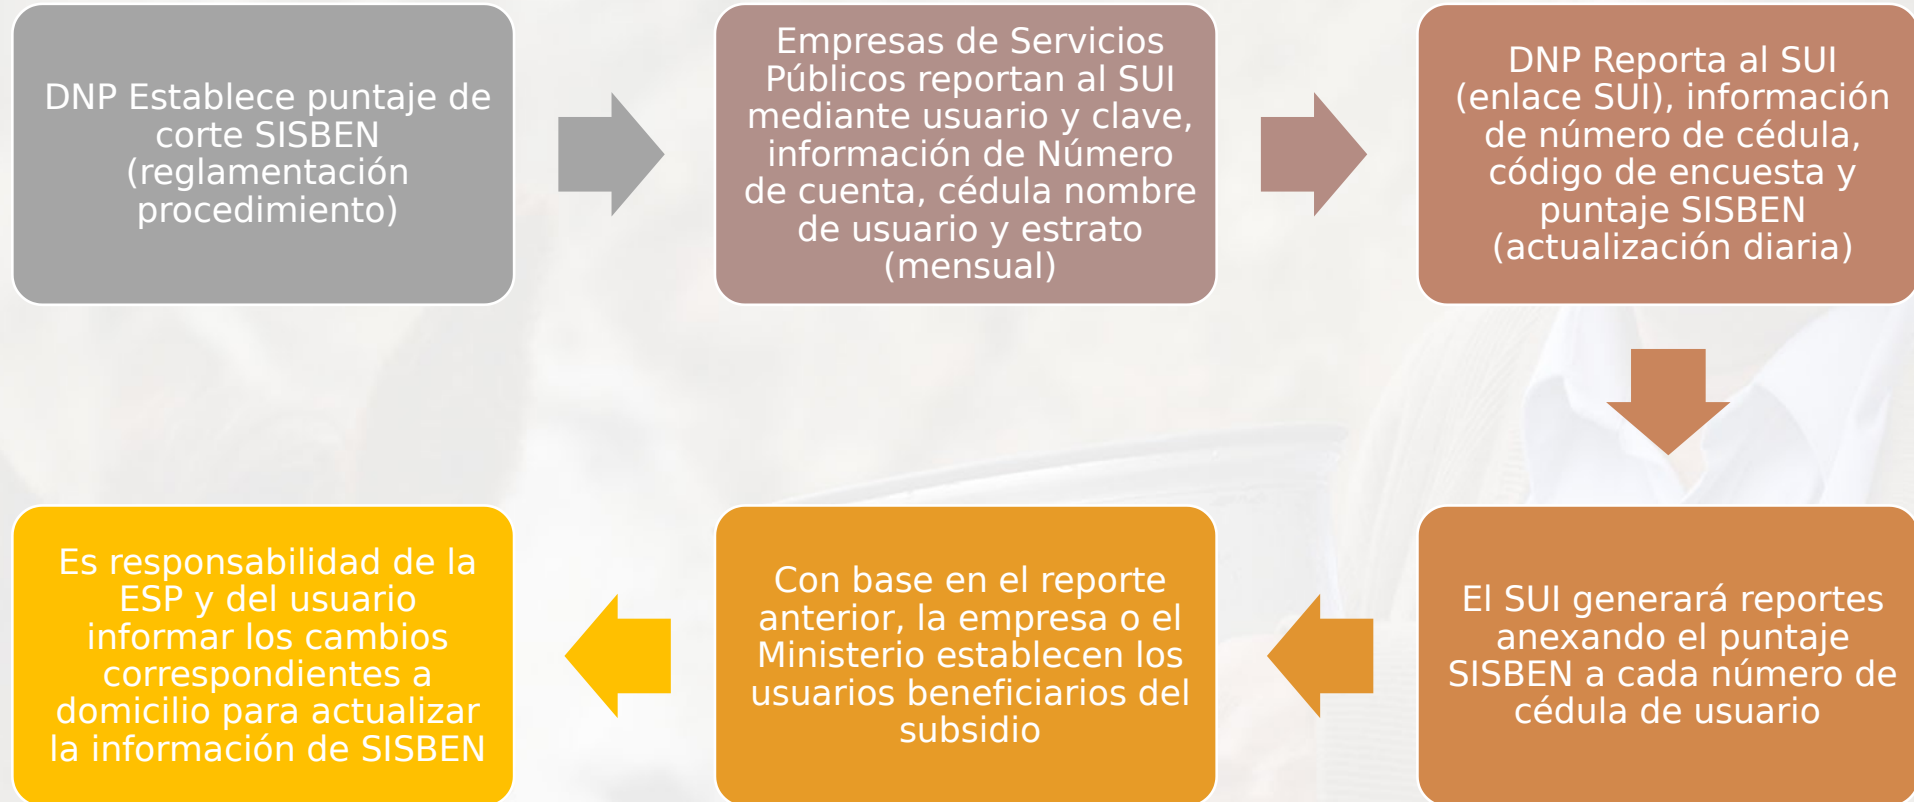 DNP Establece puntaje de
corte SISBEN
(reglamentación
procedimiento)
Empresas de Servicios
Públicos reportan al SUI
mediante usuario y clave,
información de Número
de cuenta, cédula nombre
de usuario y estrato
(mensual)
DNP Reporta al SUI
(enlace SUI), información
de número de cédula,
código de encuesta y
puntaje SISBEN
(actualización diaria)
El SUI generará reportes
anexando el puntaje
SISBEN a cada número de
cédula de usuario
Con base en el reporte
anterior, la empresa o el
Ministerio establecen los
usuarios beneficiarios del
subsidio
Es responsabilidad de la
ESP y del usuario
informar los cambios
correspondientes a
domicilio para actualizar
la información de SISBEN